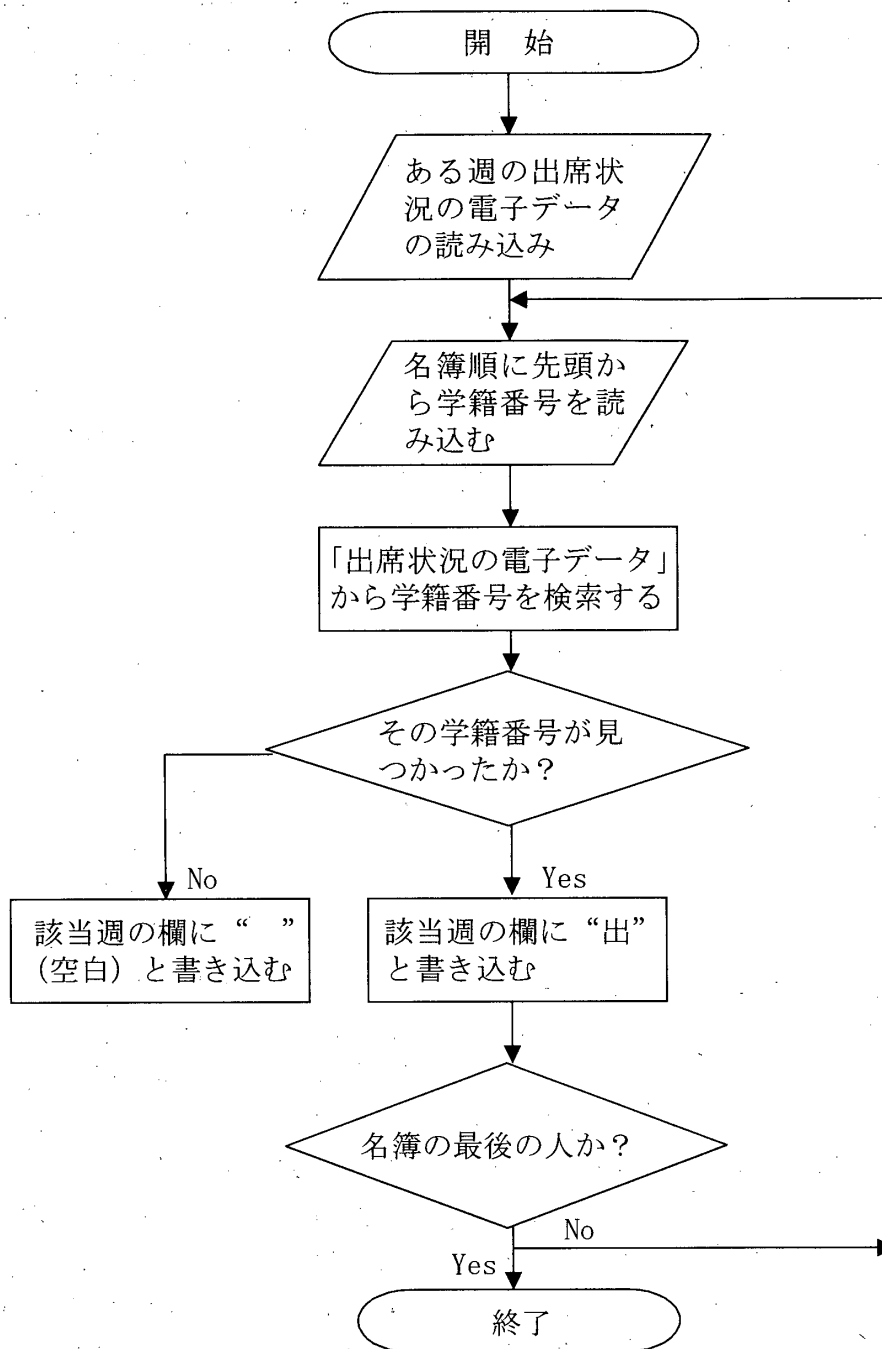 開　始
ある週の出席状
況の電子データ
の読み込み
名簿順に先頭か
ら学籍番号を読
み込む
「出席状況の電子データ」
から学籍番号を検索する
その学籍番号が見
つかったか？
No
Yes
該当週の欄に“　”
（空白）と書き込む
該当週の欄に“出”
と書き込む
名簿の最後の人か？
No
Yes
終了